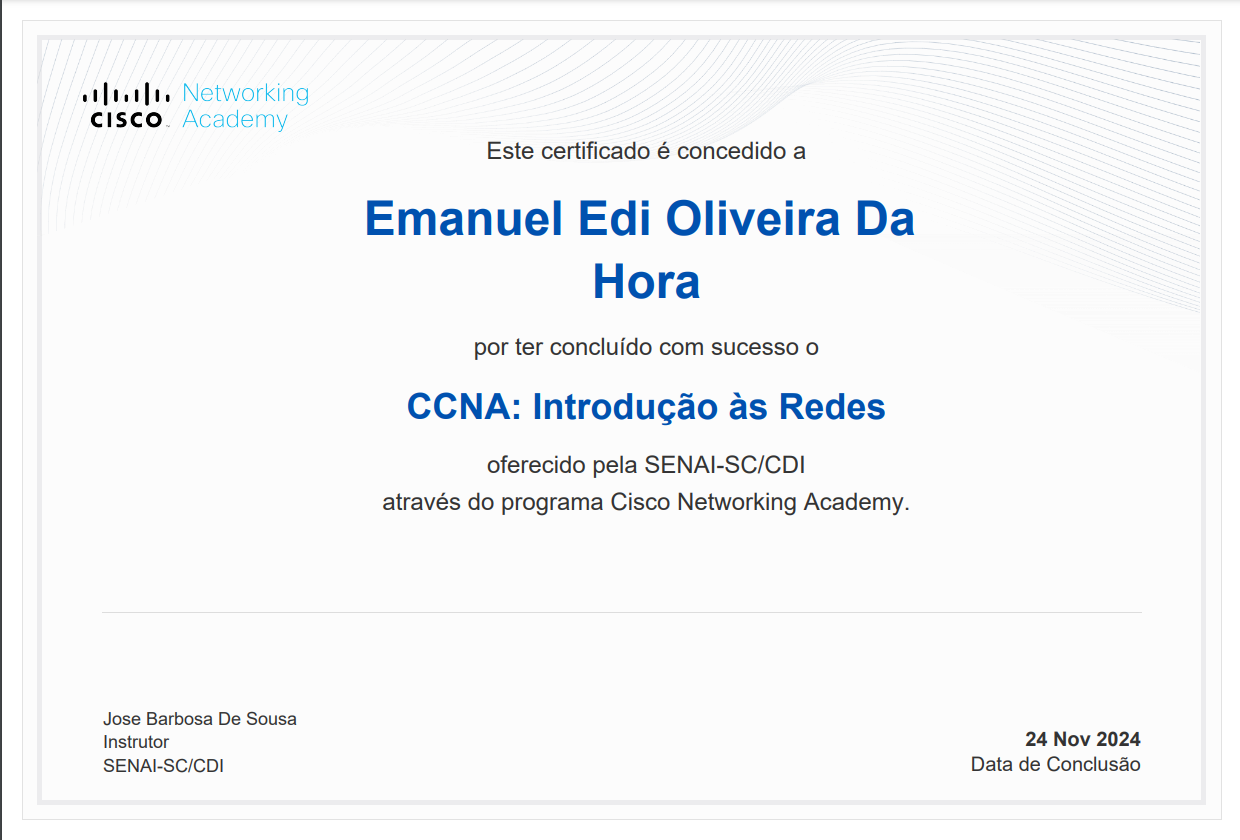 Networking
CISCO Academy
Este certificado é concedido a
Emanuel Edi Oliveira Da
Hora
por ter concluído com sucesso o
CCNA: Introdução às Redes
oferecido pela SENAI-SC/CDI
através do programa Cisco Networking Academy.
Jose Barbosa De Sousa
Instrutor
SENAI-SC/CDI
24 Nov 2024
Data de Conclusão